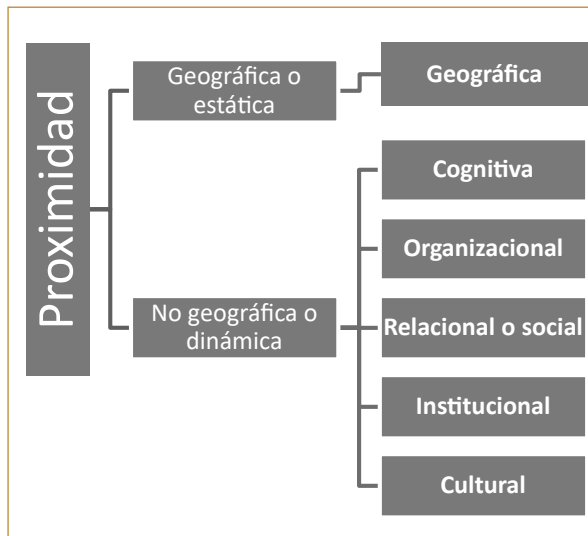 Proximidad
Geográfica o
estática
Geográfica
No geográfica o
dinámica
Cognitiva
Organizacional
Relacional o social
Institucional
Cultural